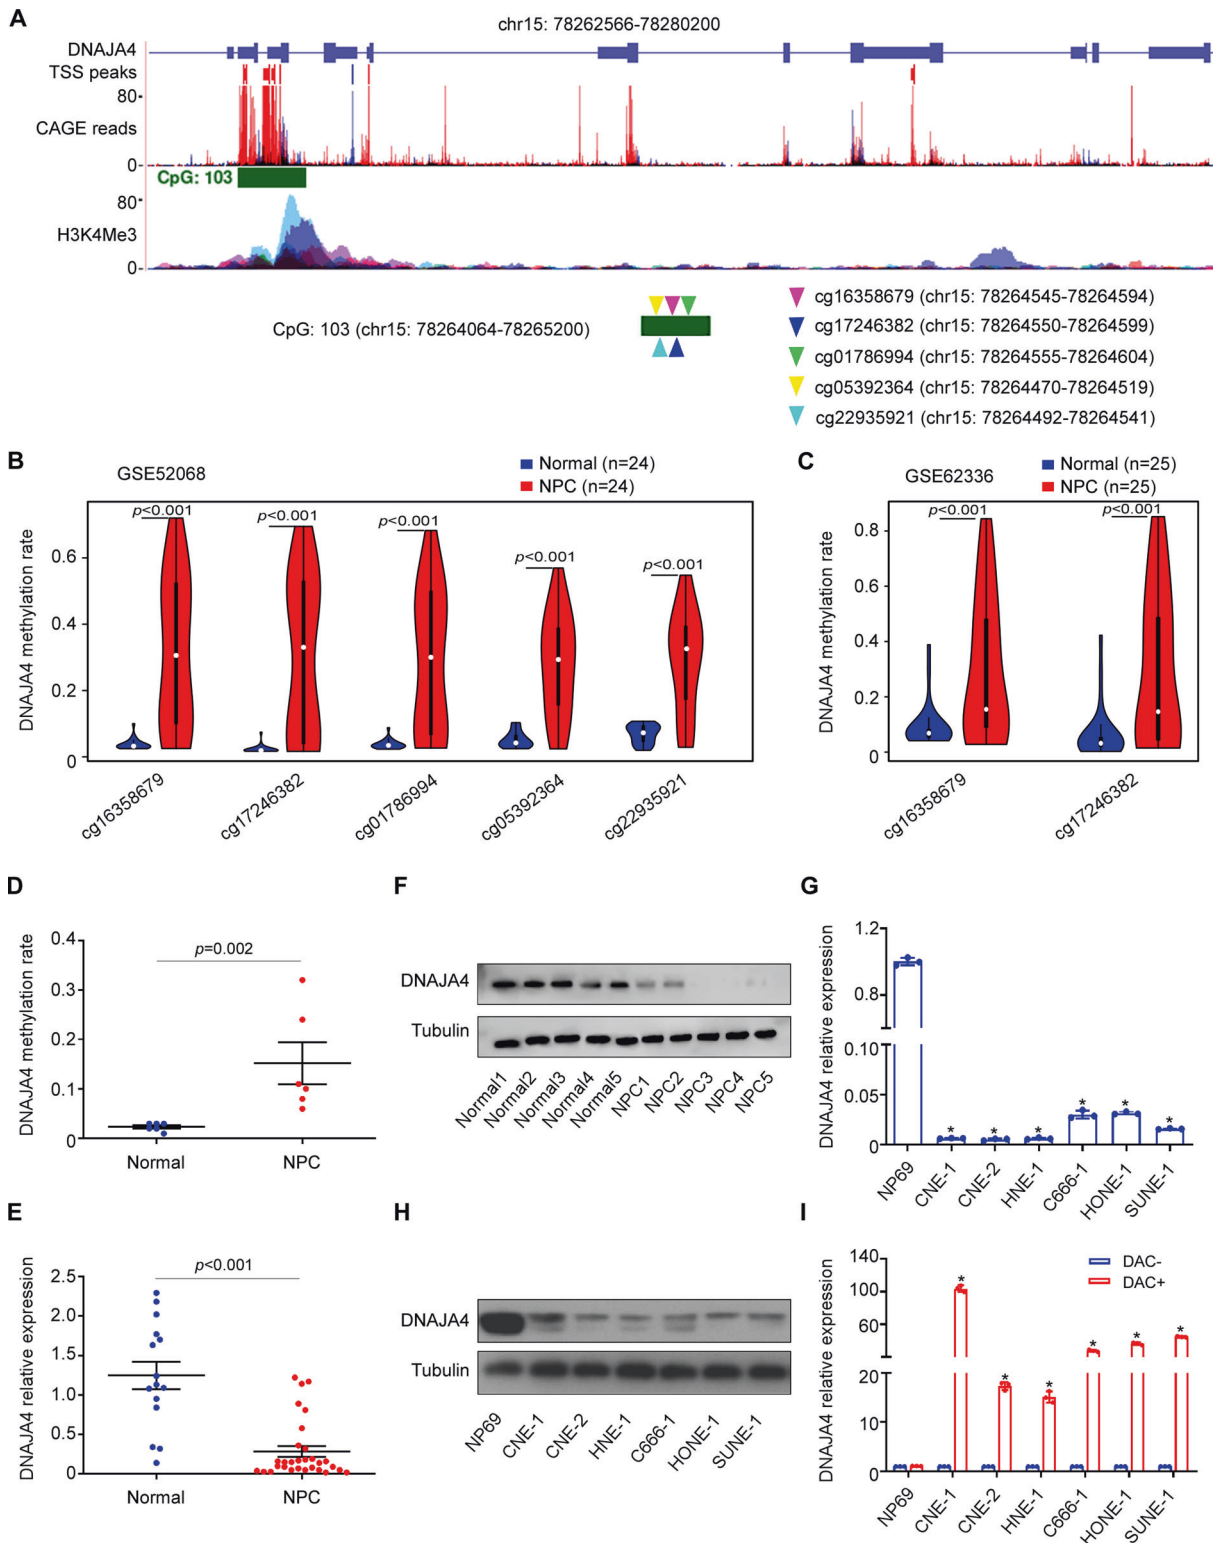 A
chr15: 78262566-78280200
DNAJA4
TSS peaks
80-
CAGE reads
0-
CpG: 103
80-
H3K4Me3
0-
CpG: 103 (chr15: 78264064-78265200)
cg16358679 (chr15: 78264545-78264594)
cg17246382 (chr15: 78264550-78264599)
cg01786994 (chr15: 78264555-78264604)
cg05392364 (chr15: 78264470-78264519)
cg22935921 (chr15: 78264492-78264541)
B
GSE52068
Normal (n=24)
NPC (n=24)
DNAJA4 methylation rate
0.6
0.4
0.2
0
p<0.001
p<0.001
p<0.001
p<0.001
p<0.001
cg16358679
cg17246382
cg01786994
cg05392364
cg22935921
C
GSE62336
Normal (n=25)
NPC (n=25)
DNAJA4 methylation rate
0.8
0.6
0.4
0.2
0
p<0.001
p<0.001
cg16358679
cg17246382
D
DNAJA4 methylation rate
0.4
0.3
0.2
0.1
0
p=0.002
Normal
NPC
F
DNAJA4
Tubulin
Normal1
Normal2
Normal3
Normal4
Normal5
NPC1
NPC2
NPC3
NPC4
NPC5
G
DNAJA4 relative expression
1.2
0.8
0.10
0.05
0
* * * * * *
NP69
CNE-1
CNE-2
HNE-1
C666-1
HONE-1
SUNE-1
E
DNAJA4 relative expression
2.5
2.0
1.5
1.0
0.5
0
p<0.001
Normal
NPC
H
DNAJA4
Tubulin
NP69
CNE-1
CNE-2
HNE-1
C666-1
HONE-1
SUNE-1
I
DNAJA4 relative expression
140
100
60
20
10
0
DAC-
DAC+
* * * * * *
NP69
CNE-1
CNE-2
HNE-1
C666-1
HONE-1
SUNE-1